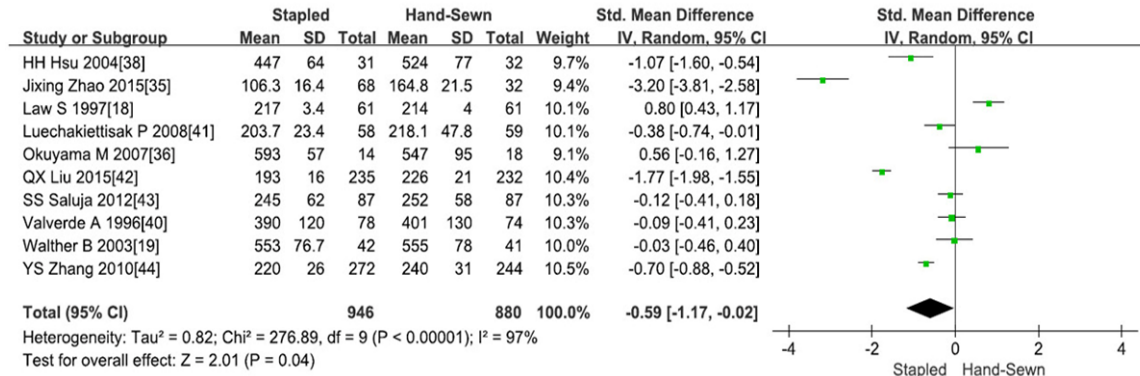 Stapled Hand-Sewn Std. Mean Difference Std. Mean Difference
Study or Subgroup Mean SD Total Mean SD Total Weight IV, Random, 95% CI IV, Random, 95% CI
HH Hsu 2004[38] 447 64 31 524 77 32 9.7% -1.07 [-1.60, -0.54]
Jixing Zhao 2015[35] 106.3 16.4 68 164.8 21.5 32 9.4% -3.20 [-3.81, -2.58]
Law S 1997[18] 217 3.4 61 214 4 61 10.1% 0.80 [0.43, 1.17]
Luechakiettisak P 2008[41] 203.7 23.4 58 218.1 47.8 59 10.1% -0.38 [-0.74, -0.01]
Okuyama M 2007[36] 593 57 14 547 95 18 9.1% 0.56 [-0.16, 1.27]
QX Liu 2015[42] 193 16 235 226 21 232 10.4% -1.77 [-1.98, -1.55]
SS Saluja 2012[43] 245 62 87 252 58 87 10.3% -0.12 [-0.41, 0.18]
Valverde A 1996[40] 390 120 78 401 130 74 10.3% -0.09 [-0.41, 0.23]
Walther B 2003[19] 553 76.7 42 555 78 41 10.0% -0.03 [-0.46, 0.40]
YS Zhang 2010[44] 220 26 272 240 31 244 10.5% -0.70 [-0.88, -0.52]
Total (95% CI) 946 880 100.0% -0.59 [-1.17, -0.02]
Heterogeneity: Tau² = 0.82; Chi² = 276.89, df = 9 (P < 0.00001); I² = 97%
Test for overall effect: Z = 2.01 (P = 0.04)
-4 -2 0 2 4
Stapled Hand-Sewn